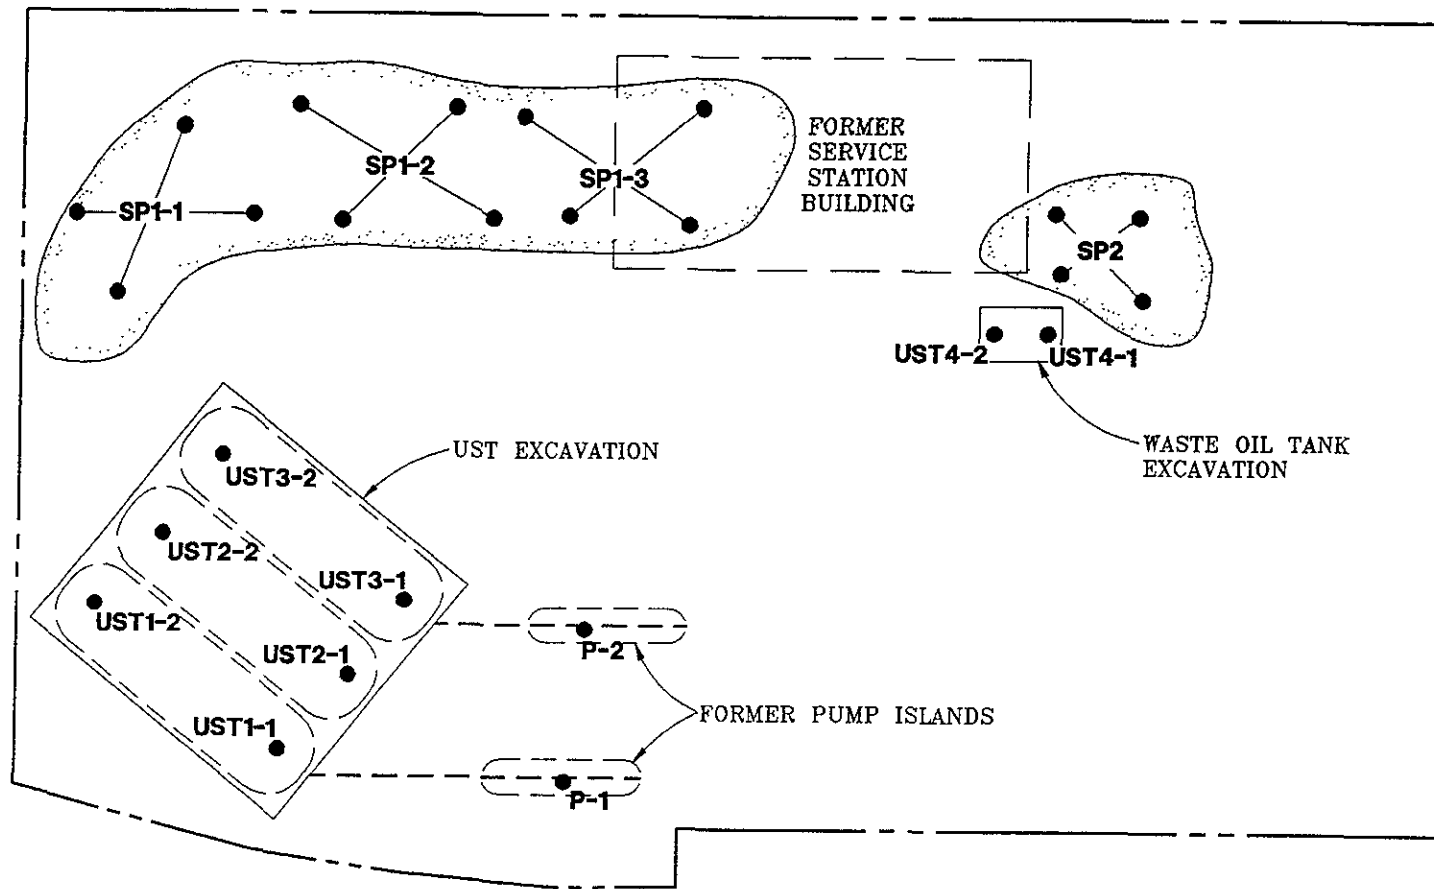 FORMER
SERVICE
STATION
BUILDING
SP1-2
SP1-3
SP1-1
SP2
UST4-2
UST4-1
UST EXCAVATION
WASTE OIL TANK
EXCAVATION
UST3-2
UST2-2
UST3-1
UST1-2
UST2-1
P-2
UST1-1
FORMER PUMP ISLANDS
P-1